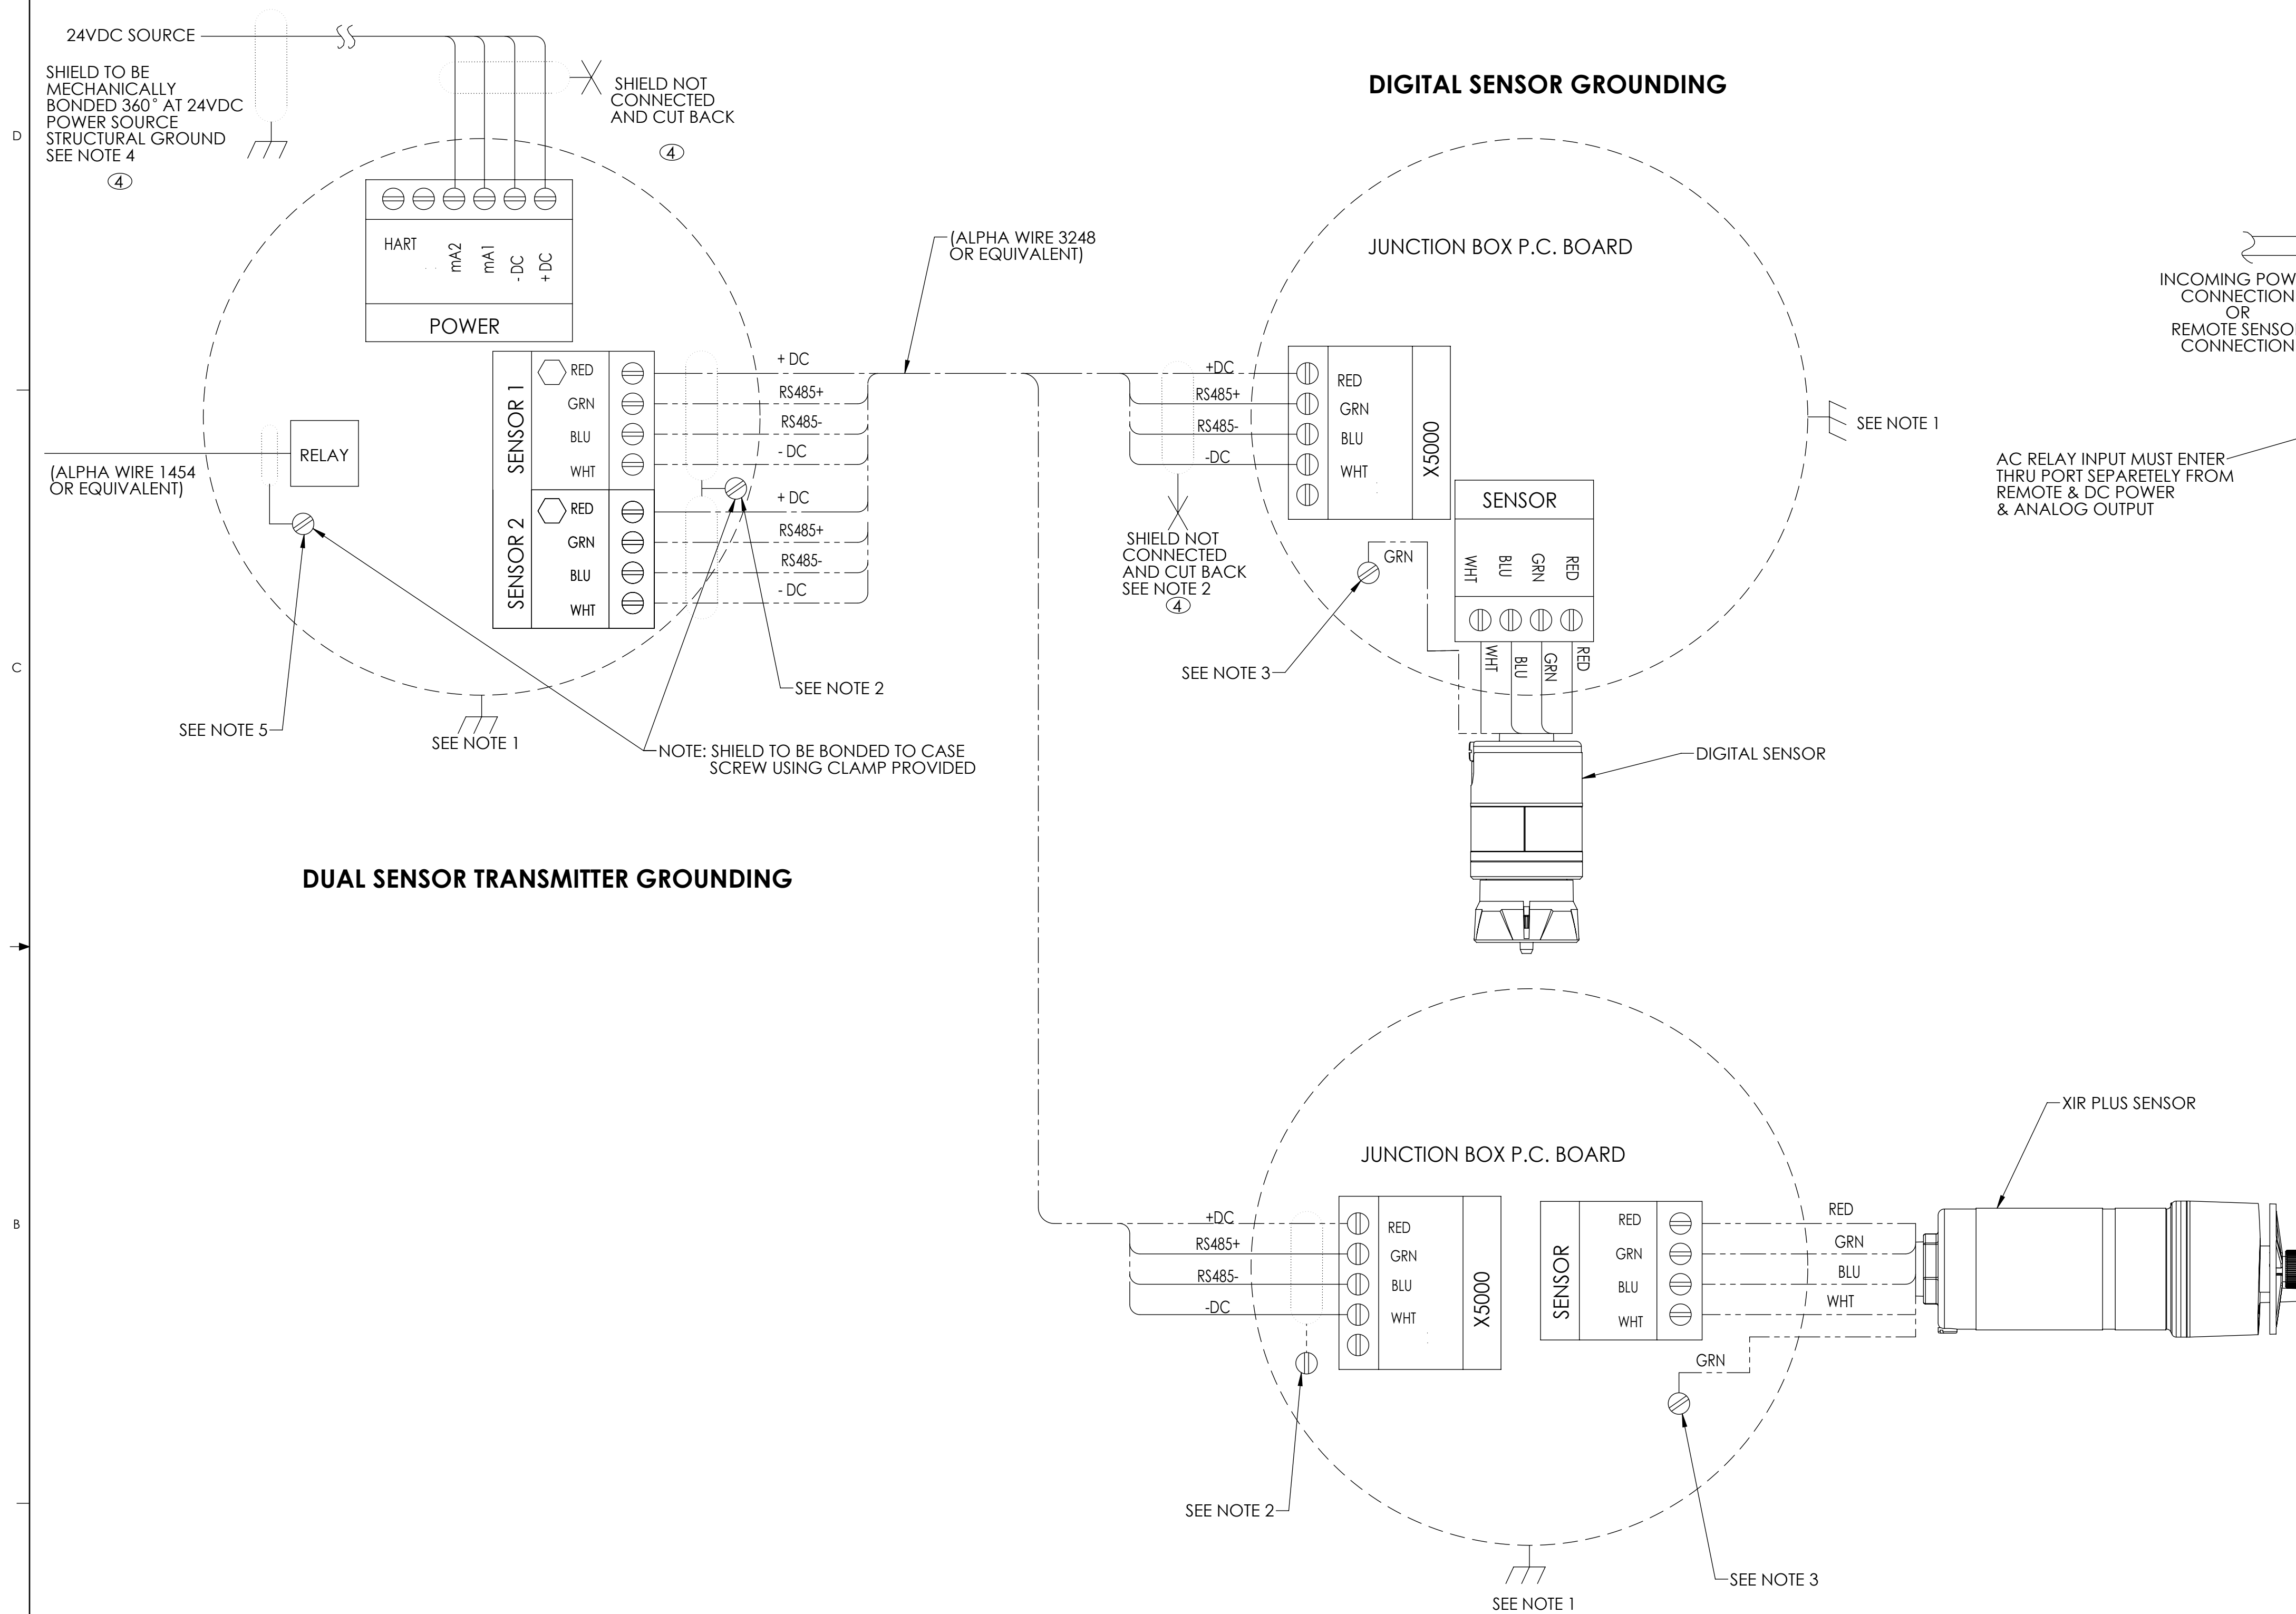 24VDC SOURCE
SHIELD TO BE
MECHANICALLY
BONDED 360° AT 24VDC
POWER SOURCE
STRUCTURAL GROUND
SEE NOTE 4
4
SHIELD NOT
CONNECTED
AND CUT BACK
4
HART
mA2
mA1
- DC
+ DC
POWER
SENSOR 1
RED
GRN
BLU
WHT
SENSOR 2
RED
GRN
BLU
WHT
+ DC
RS485+
RS485-
- DC
+ DC
RS485+
RS485-
- DC
RELAY
(ALPHA WIRE 1454
OR EQUIVALENT)
SEE NOTE 5
SEE NOTE 1
SEE NOTE 2
NOTE: SHIELD TO BE BONDED TO CASE
SCREW USING CLAMP PROVIDED
DUAL SENSOR TRANSMITTER GROUNDING
(ALPHA WIRE 3248
OR EQUIVALENT)
DIGITAL SENSOR GROUNDING
JUNCTION BOX P.C. BOARD
+DC
RS485+
RS485-
-DC
RED
GRN
BLU
WHT
X5000
SHIELD NOT
CONNECTED
AND CUT BACK
SEE NOTE 2
4
GRN
SEE NOTE 3
SENSOR
WHT
BLU
GRN
RED
WHT
BLU
GRN
RED
SEE NOTE 1
DIGITAL SENSOR
INCOMING POW
CONNECTION
OR
REMOTE SENSO
CONNECTION
AC RELAY INPUT MUST ENTER
THRU PORT SEPARETELY FROM
REMOTE & DC POWER
& ANALOG OUTPUT
JUNCTION BOX P.C. BOARD
+DC
RS485+
RS485-
-DC
RED
GRN
BLU
WHT
X5000
SENSOR
RED
GRN
BLU
WHT
RED
GRN
BLU
WHT
GRN
XIR PLUS SENSOR
SEE NOTE 2
SEE NOTE 3
SEE NOTE 1
D
C
B